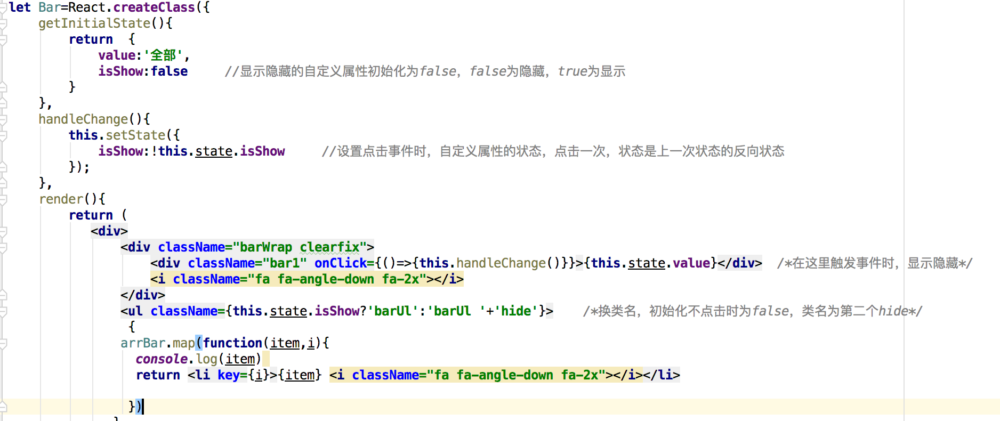 let Bar=React.createClass({
getInitialState(){
return  {
value:'全部',
isShow:false     //显示隐藏的自定义属性初始化为false，false为隐藏，true为显示
}
},
handleChange(){
this.setState({
isShow:!this.state.isShow     //设置点击事件时，自定义属性的状态，点击一次，状态是上一次状态的反向状态
});
},
render(){
return (
<div>
<div className="barWrap clearfix">
<div className="bar1" onClick={()=>{this.handleChange()}}>{this.state.value}</div>  /*在这里触发事件时，显示隐藏*/
<i className="fa fa-angle-down fa-2x"></i>
</div>
<ul className={this.state.isShow?'barUl':'barUl '+'hide'}>    /*换类名，初始化不点击时为false，类名为第二个hide*/
{
arrBar.map(function(item,i){
console.log(item)
return <li key={i}>{item} <i className="fa fa-angle-down fa-2x"></i></li>
})